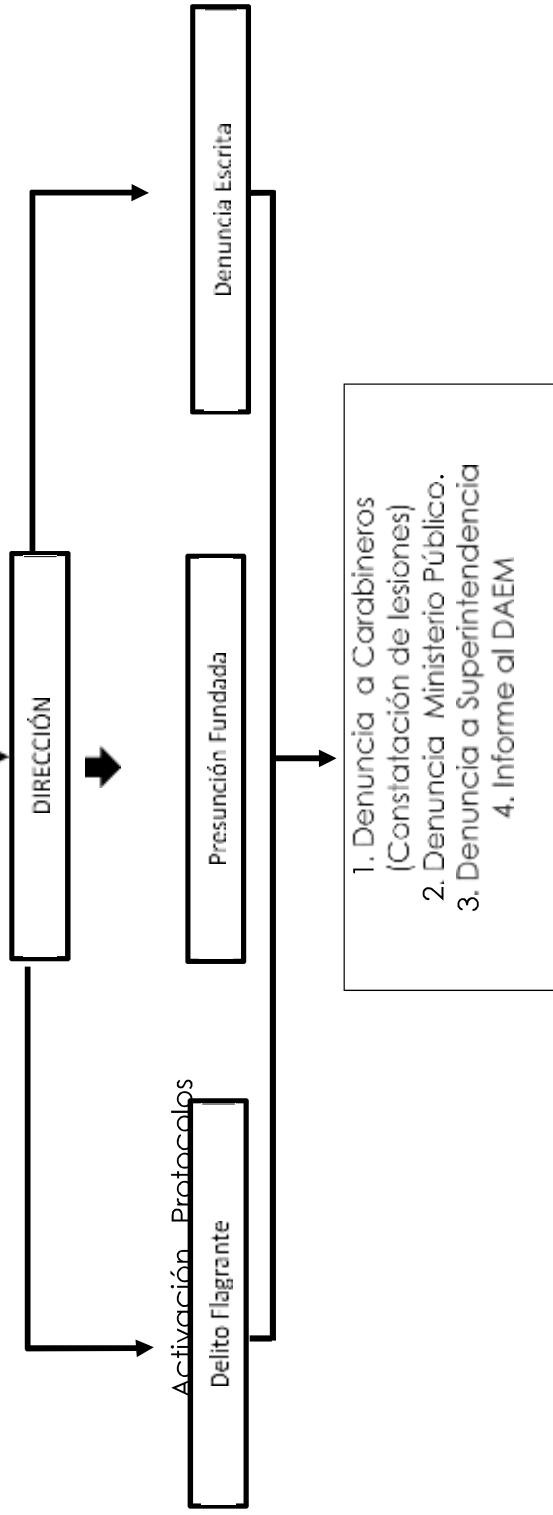 DIRECCIÓN
Activación Protocolos
Delito Flagrante
Presunción Fundada
Denuncia Escrita
1. Denuncia a Carabineros
(Constatación de lesiones)
2. Denuncia Ministerio Público.
3. Denuncia a Superintendencia
4. Informe al DAEM